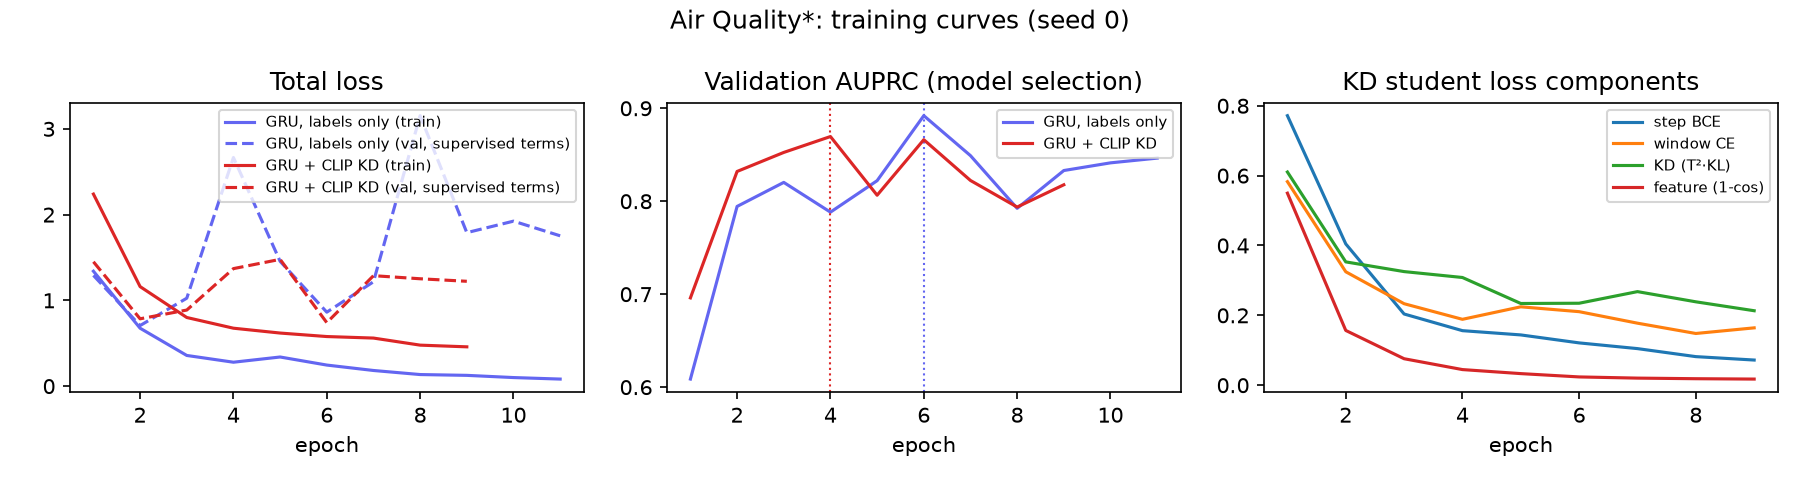 Air Quality*: training curves (seed 0)
Total loss
GRU, labels only (train)
GRU, labels only (val, supervised terms)
GRU + CLIP KD (train)
GRU + CLIP KD (val, supervised terms)
3
2
1
0
2 4 6 8 10
epoch
Validation AUPRC (model selection)
GRU, labels only
GRU + CLIP KD
0.9
0.8
0.7
0.6
2 4 6 8 10
epoch
KD student loss components
step BCE
window CE
KD (T²·KL)
feature (1-cos)
0.8
0.6
0.4
0.2
0.0
2 4 6 8
epoch